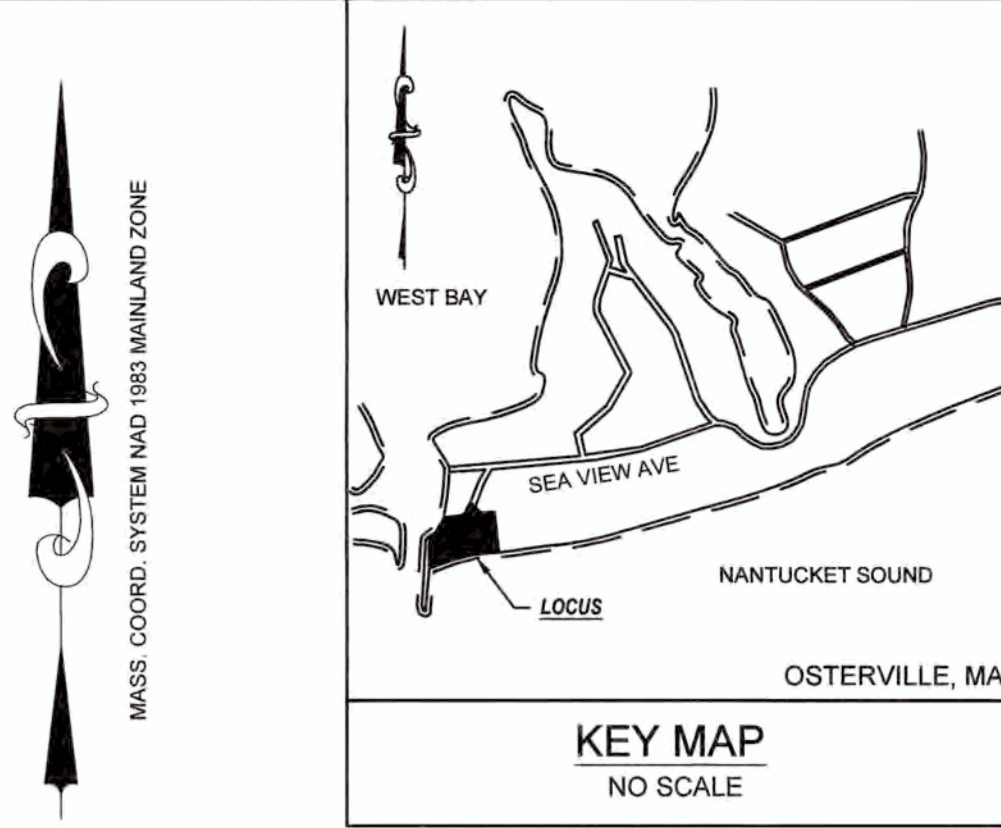 MASS. COORD. SYSTEM NAD 1983 MAINLAND ZONE
WEST BAY
SEA VIEW AVE
NANTUCKET SOUND
LOCUS
OSTERVILLE, MA
KEY MAP
NO SCALE